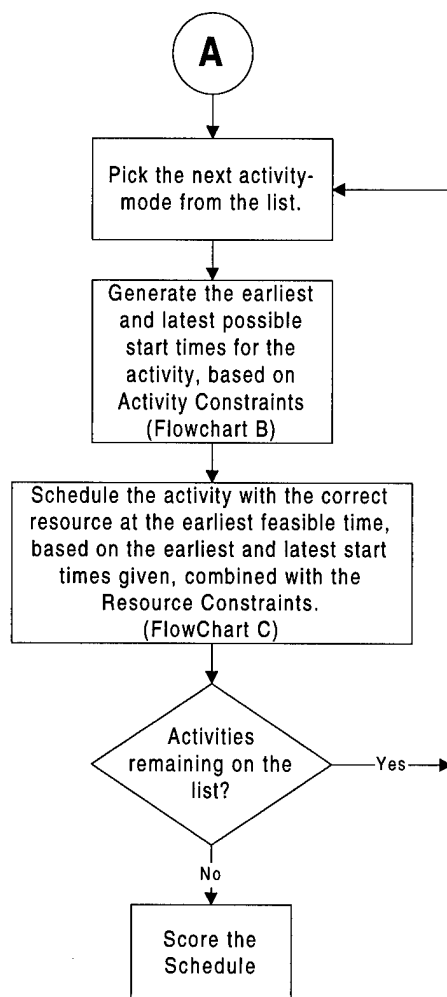 A
Pick the next activity-
mode from the list.
Generate the earliest
and latest possible
start times for the
activity, based on
Activity Constraints
(Flowchart B)
Schedule the activity with the correct
resource at the earliest feasible time,
based on the earliest and latest start
times given, combined with the
Resource Constraints.
(FlowChart C)
Activities
remaining on the
list?
Yes
No
Score the
Schedule